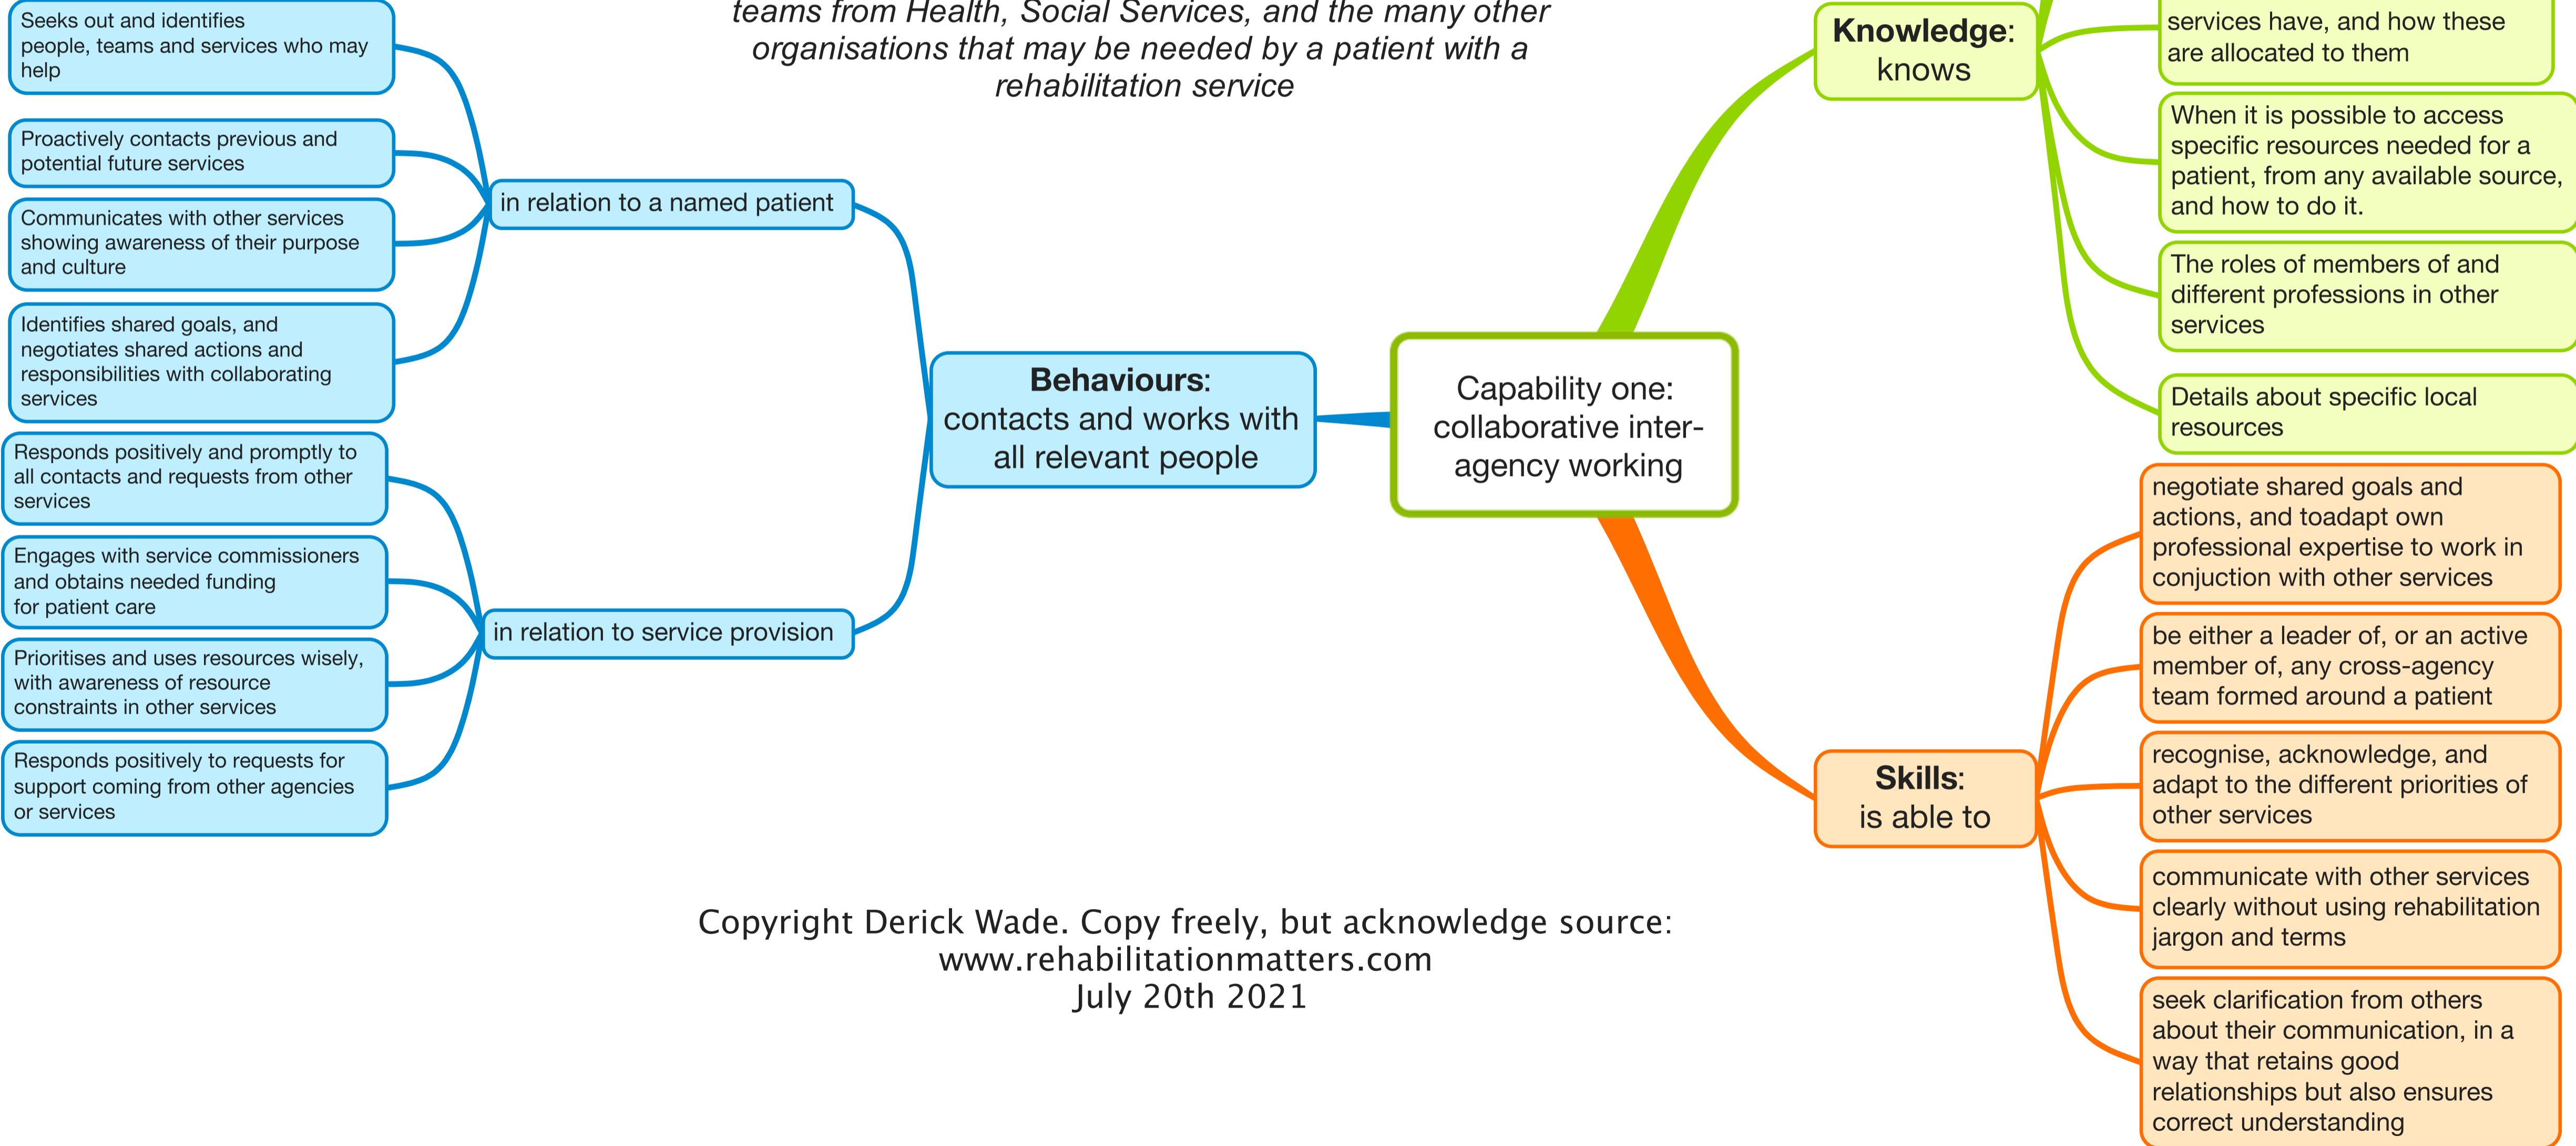 teams from Health, Social Services, and the many other
organisations that may be needed by a patient with a
rehabilitation service
Seeks out and identifies
people, teams and services who may
help
Proactively contacts previous and
potential future services
Communicates with other services
showing awareness of their purpose
and culture
Identifies shared goals, and
negotiates shared actions and
responsibilities with collaborating
services
in relation to a named patient
Responds positively and promptly to
all contacts and requests from other
services
Engages with service commissioners
and obtains needed funding
for patient care
Prioritises and uses resources wisely,
with awareness of resource
constraints in other services
Responds positively to requests for
support coming from other agencies
or services
in relation to service provision
Behaviours:
contacts and works with
all relevant people
Capability one:
collaborative inter-
agency working
Knowledge:
knows
services have, and how these
are allocated to them
When it is possible to access
specific resources needed for a
patient, from any available source,
and how to do it.
The roles of members of and
different professions in other
services
Details about specific local
resources
Skills:
is able to
negotiate shared goals and
actions, and toadapt own
professional expertise to work in
conjuction with other services
be either a leader of, or an active
member of, any cross-agency
team formed around a patient
recognise, acknowledge, and
adapt to the different priorities of
other services
communicate with other services
clearly without using rehabilitation
jargon and terms
seek clarification from others
about their communication, in a
way that retains good
relationships but also ensures
correct understanding
Copyright Derick Wade. Copy freely, but acknowledge source:
www.rehabilitationmatters.com
July 20th 2021